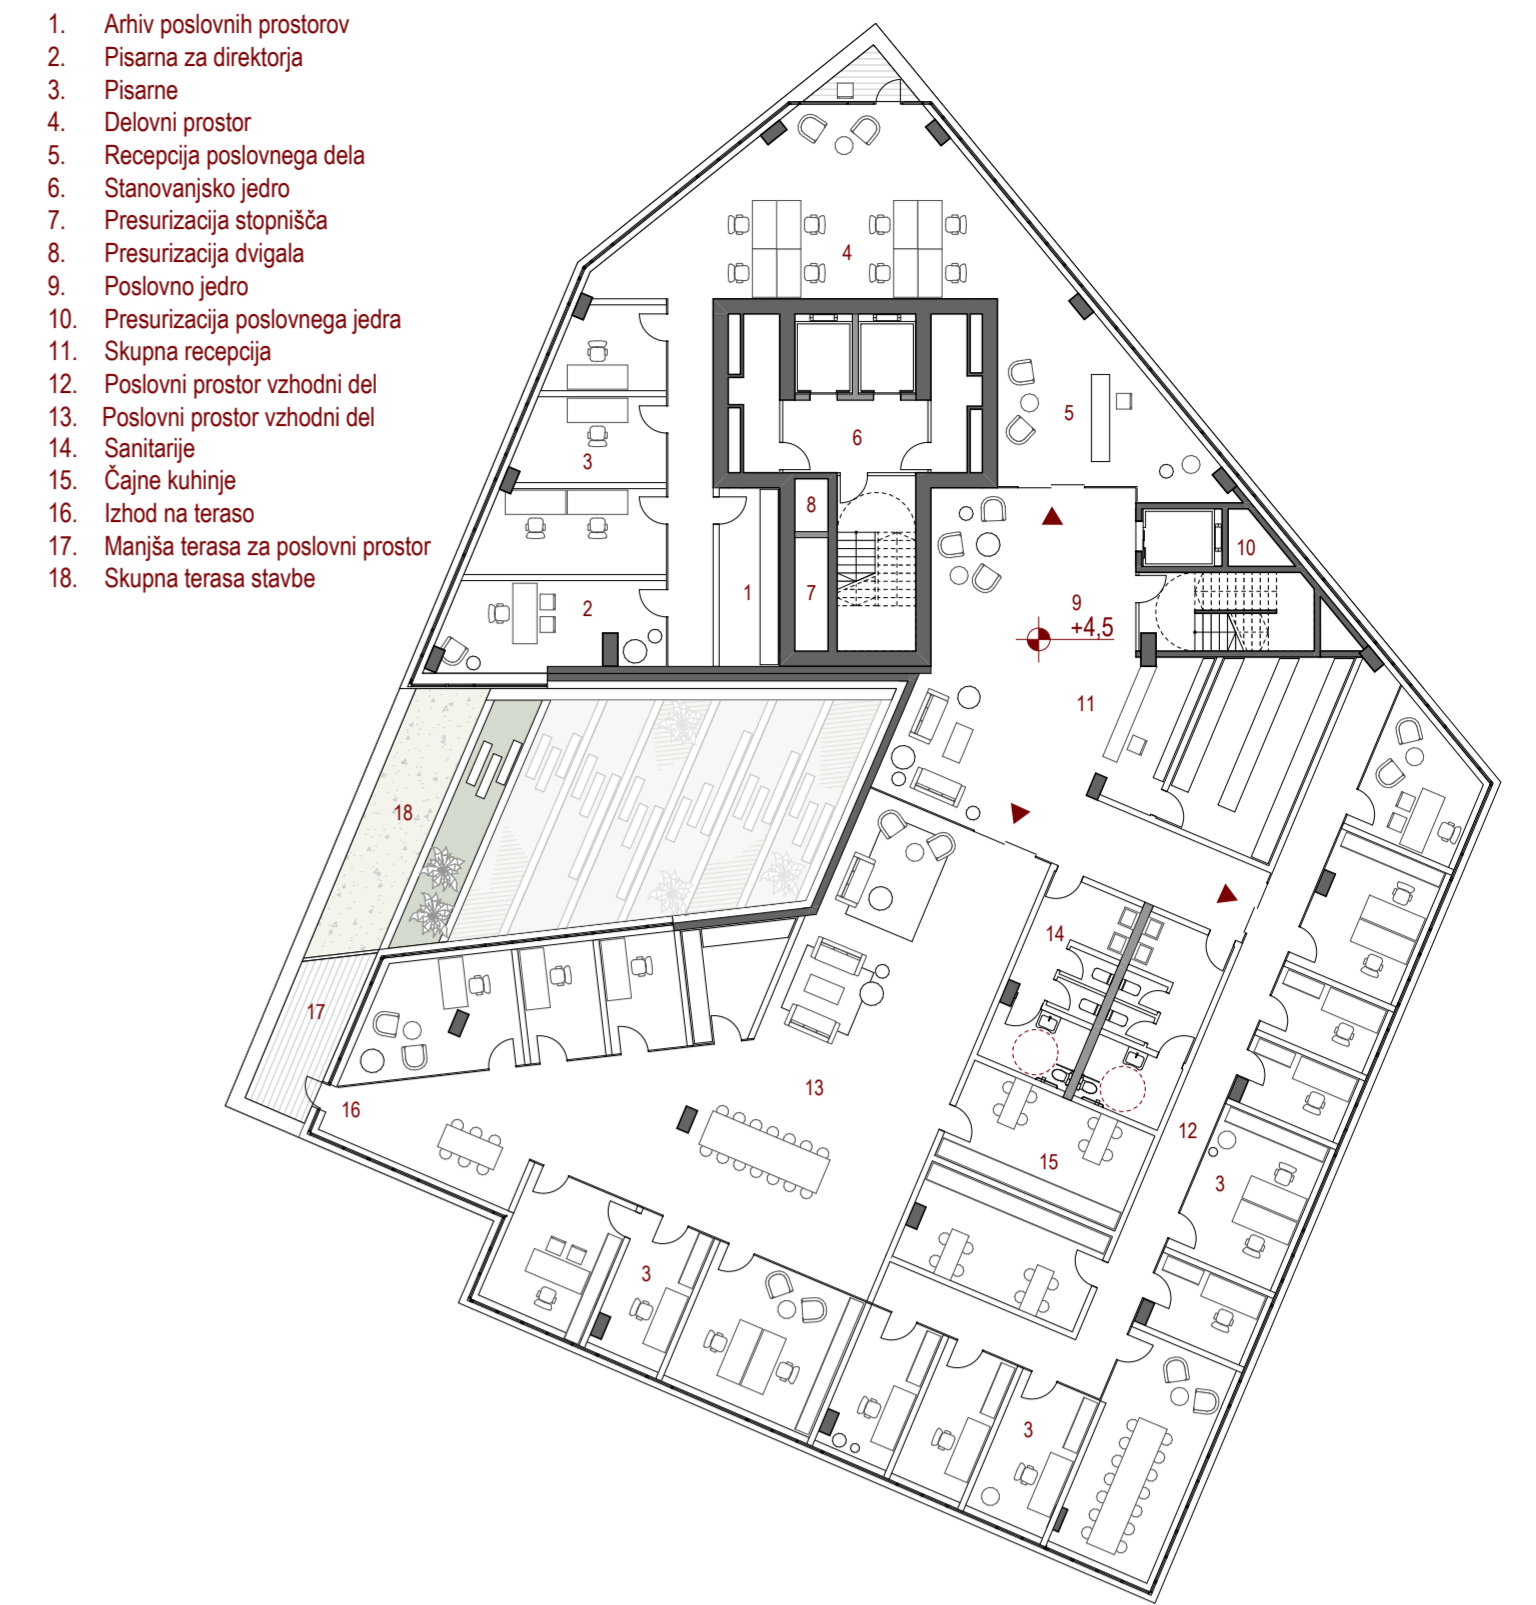 1. Arhiv poslovnih prostorov
2. Pisarna za direktorja
3. Pisarne
4. Delovni prostor
5. Recepcija poslovnega dela
6. Stanovanjsko jedro
7. Presurizacija stopnišča
8. Presurizacija dvigala
9. Poslovno jedro
10. Presurizacija poslovnega jedra
11. Skupna recepcija
12. Poslovni prostor vzhodni del
13. Poslovni prostor vzhodni del
14. Sanitarije
15. Čajne kuhinje
16. Izhod na teraso
17. Manjša terasa za poslovni prostor
18. Skupna terasa stavbe
4
5
6
3
8
10
7
1
2
9
+4,5
11
18
14
17
13
16
12
15
3
3
3